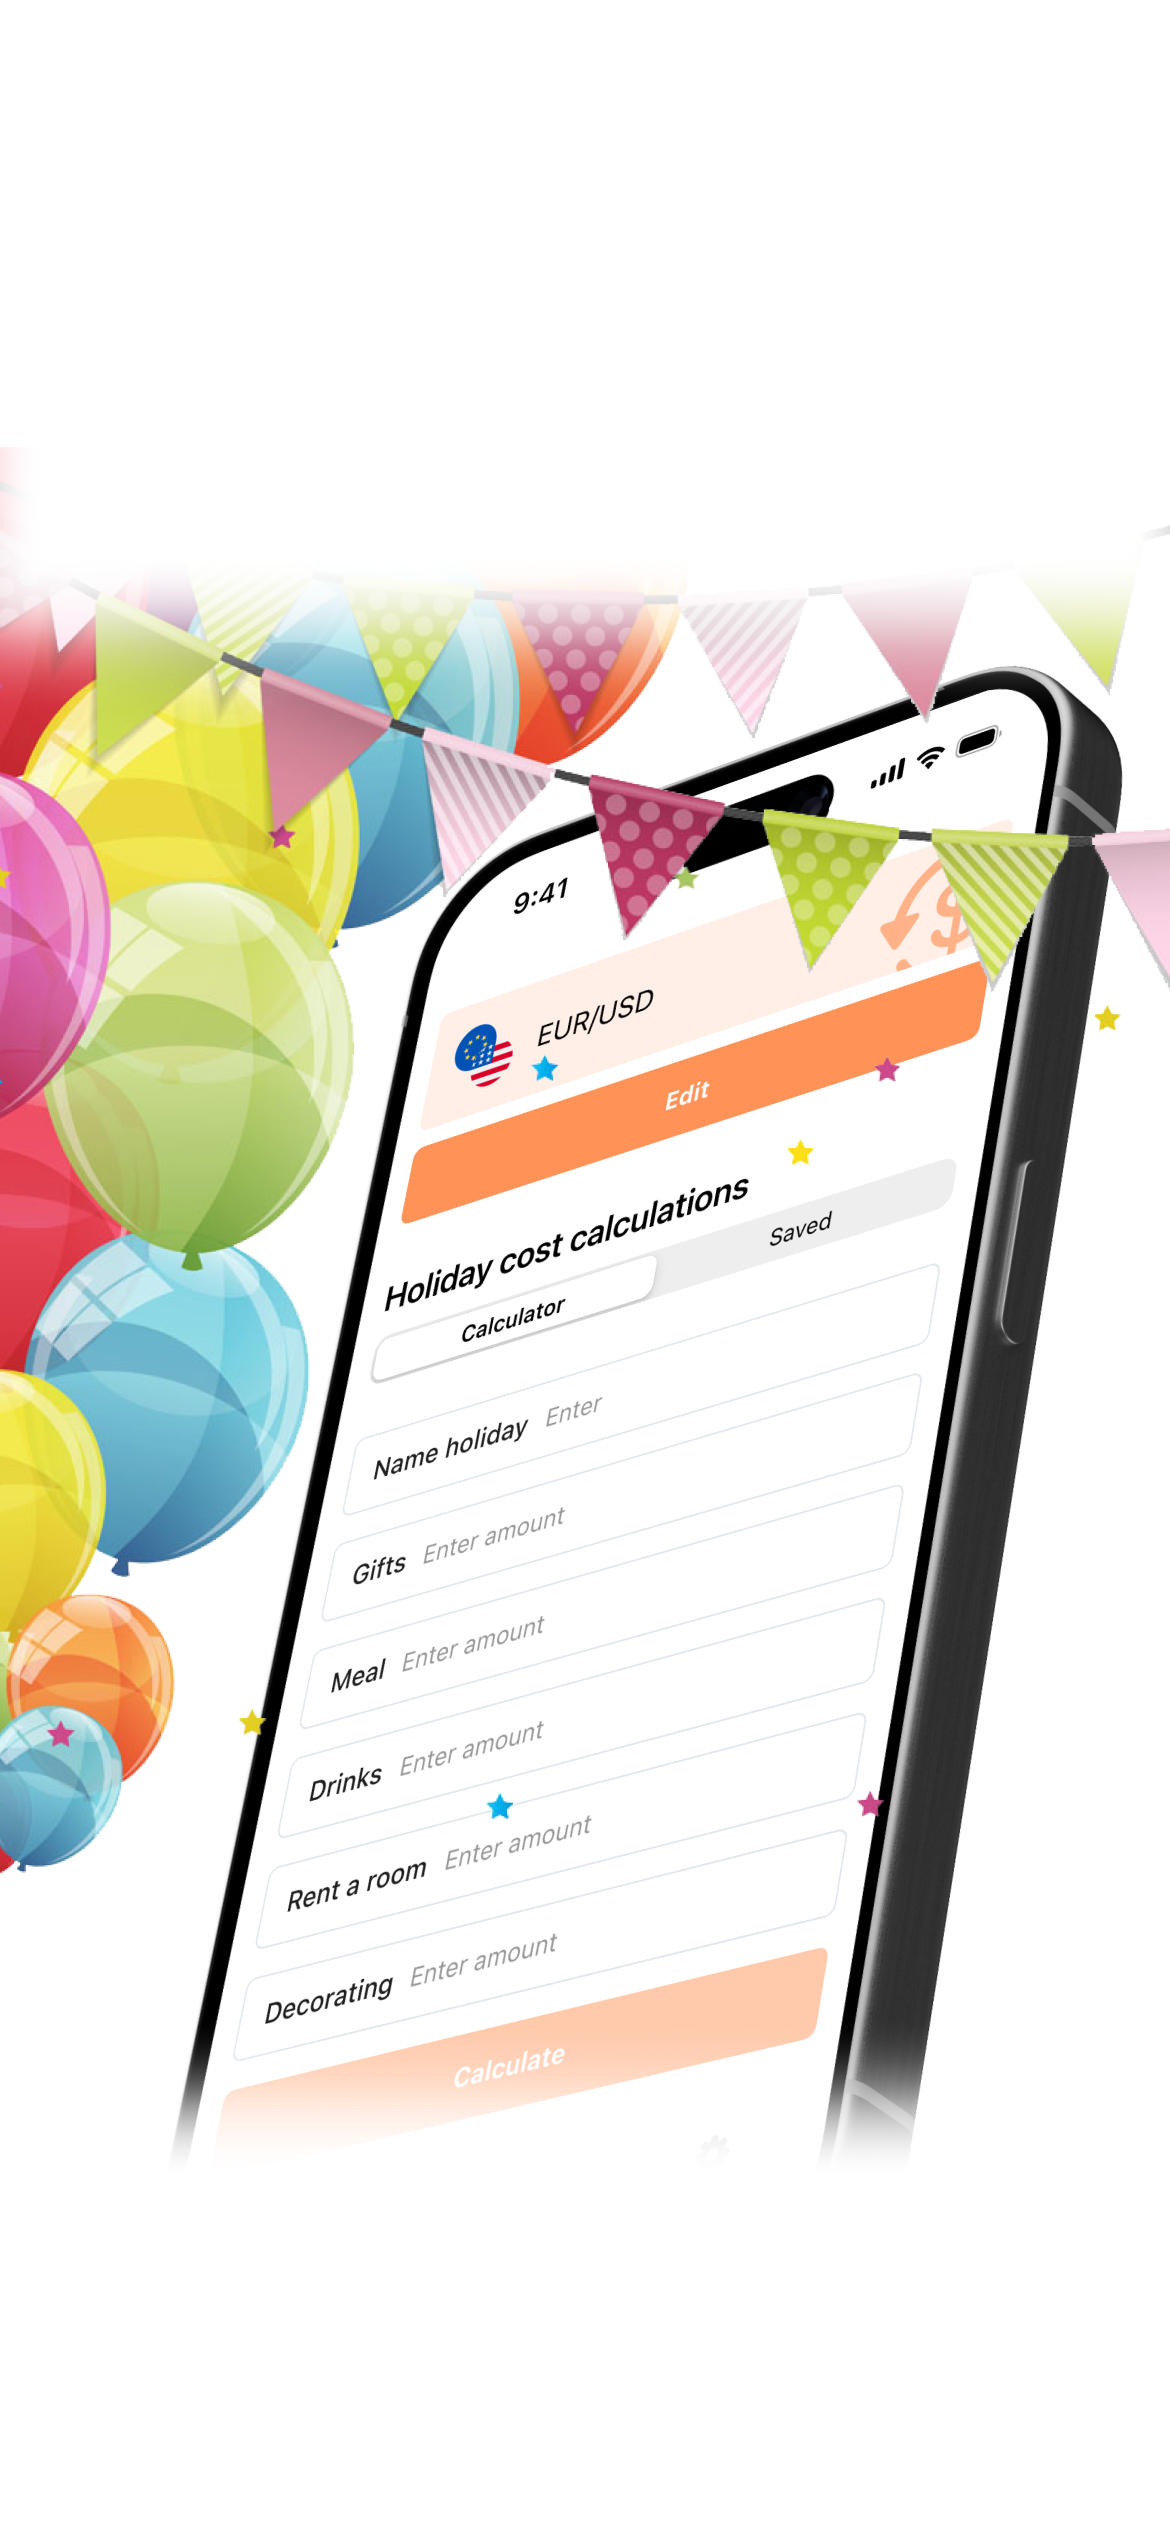 9:41
EUR/USD
$
Edit
Holiday cost calculations
Calculator
Saved
Name holiday Enter
Gifts Enter amount
Meal Enter amount
Drinks Enter amount
Rent a room Enter amount
Decorating Enter amount
Calculate